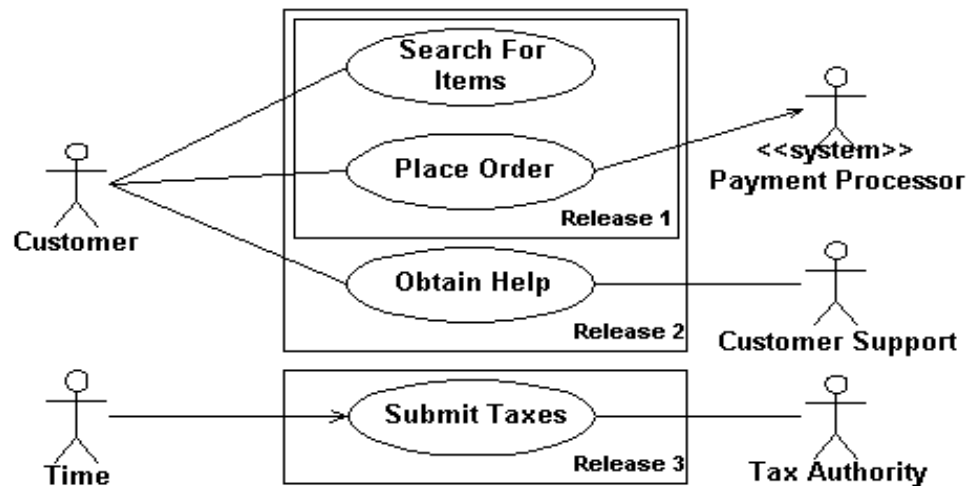 Search For
Items
Place Order
<<system>>
Payment Processor
Release 1
Customer
Obtain Help
Release 2
Customer Support
Submit Taxes
Release 3
Time
Tax Authority